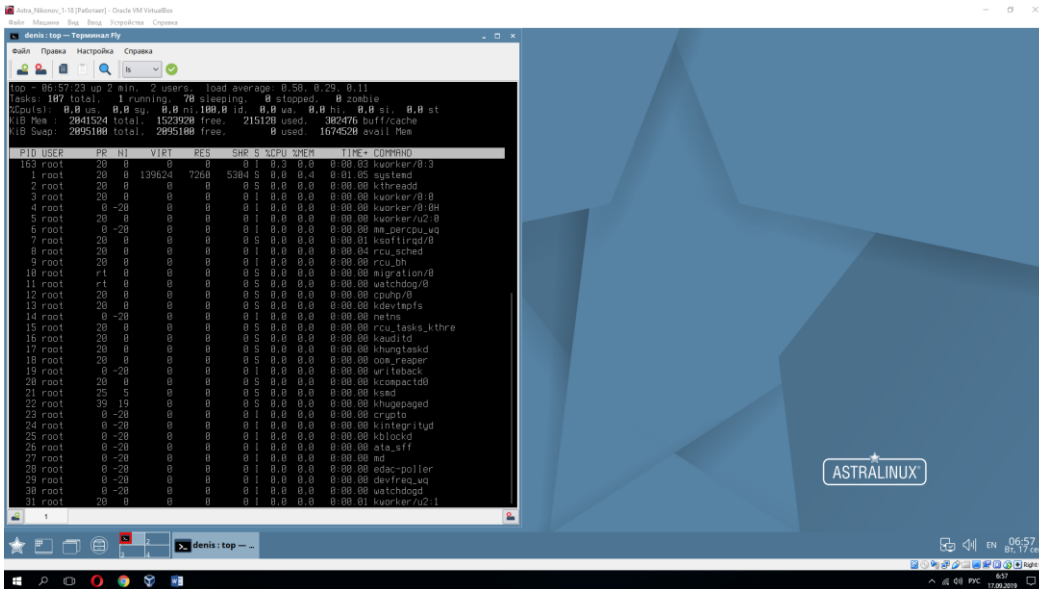 Astra_Nikonov_1-18 [Работает] - Oracle VM VirtualBox
Файл Машина Вид Ввод Устройства Справка
denis : top — Терминал Fly
Файл Правка Настройка Справка
ls
top - 06:57:23 up 2 min, 2 users, load average: 0.50, 0.29, 0.11
Tasks: 107 total, 1 running, 70 sleeping, 0 stopped, 0 zombie
%Cpu(s): 0,0 us, 0,0 sy, 0,0 ni,100,0 id, 0,0 wa, 0,0 hi, 0,0 si, 0,0 st
KiB Mem : 2041524 total, 1523920 free, 215128 used, 302476 buff/cache
KiB Swap: 2095100 total, 2095100 free, 0 used. 1674520 avail Mem
PID USER PR NI VIRT RES SHR S %CPU %MEM TIME+ COMMAND
163 root 20 0 0 0 0 I 0,3 0,0 0:00.03 kworker/0:3
1 root 20 0 139624 7260 5304 S 0,0 0,4 0:01.05 systemd
2 root 20 0 0 0 0 S 0,0 0,0 0:00.00 kthreadd
3 root 20 0 0 0 0 I 0,0 0,0 0:00.00 kworker/0:0
4 root 0 -20 0 0 0 I 0,0 0,0 0:00.00 kworker/0:0H
5 root 20 0 0 0 0 I 0,0 0,0 0:00.00 kworker/u2:0
6 root 0 -20 0 0 0 I 0,0 0,0 0:00.00 mm_percpu_wq
7 root 20 0 0 0 0 S 0,0 0,0 0:00.01 ksoftirqd/0
8 root 20 0 0 0 0 I 0,0 0,0 0:00.04 rcu_sched
9 root 20 0 0 0 0 I 0,0 0,0 0:00.00 rcu_bh
10 root rt 0 0 0 0 S 0,0 0,0 0:00.00 migration/0
11 root rt 0 0 0 0 S 0,0 0,0 0:00.00 watchdog/0
12 root 20 0 0 0 0 S 0,0 0,0 0:00.00 cpuhp/0
13 root 20 0 0 0 0 S 0,0 0,0 0:00.00 kdevtmpfs
14 root 0 -20 0 0 0 I 0,0 0,0 0:00.00 netns
15 root 20 0 0 0 0 S 0,0 0,0 0:00.00 rcu_tasks_kthre
16 root 20 0 0 0 0 S 0,0 0,0 0:00.00 kauditd
17 root 20 0 0 0 0 S 0,0 0,0 0:00.00 khungtaskd
18 root 20 0 0 0 0 S 0,0 0,0 0:00.00 oom_reaper
19 root 0 -20 0 0 0 I 0,0 0,0 0:00.00 writeback
20 root 20 0 0 0 0 S 0,0 0,0 0:00.00 kcompactd0
21 root 25 5 0 0 0 S 0,0 0,0 0:00.00 ksmd
22 root 39 19 0 0 0 S 0,0 0,0 0:00.00 khugepaged
23 root 0 -20 0 0 0 I 0,0 0,0 0:00.00 crypto
24 root 0 -20 0 0 0 I 0,0 0,0 0:00.00 kintegrityd
25 root 0 -20 0 0 0 I 0,0 0,0 0:00.00 kblockd
26 root 0 -20 0 0 0 I 0,0 0,0 0:00.00 ata_sff
27 root 0 -20 0 0 0 I 0,0 0,0 0:00.00 md
28 root 0 -20 0 0 0 I 0,0 0,0 0:00.00 edac-poller
29 root 0 -20 0 0 0 I 0,0 0,0 0:00.00 devfreq_wq
30 root 0 -20 0 0 0 I 0,0 0,0 0:00.00 watchdogd
31 root 20 0 0 0 0 I 0,0 0,0 0:00.01 kworker/u2:1
ASTRALINUX
1
2
3 4
denis : top — ...
EN 06:57
Вт, 17 се
Right
РУС 6:57
17.09.2019